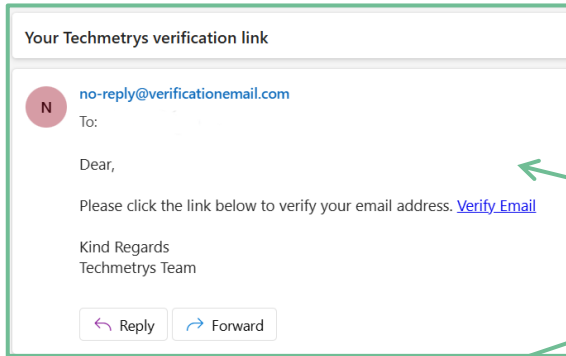 Your Techmetrys verification link
N
no-reply@verificationemail.com
To:
Dear,
Please click the link below to verify your email address. Verify Email
Kind Regards
Techmetrys Team
Reply
Forward